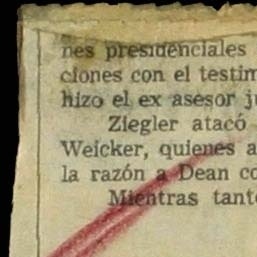 nes presidenciales
ciones con el testim
hizo el ex asesor ju
Ziegler atacó
Weicker, quienes a
la razón a Dean co
Mientras tanto